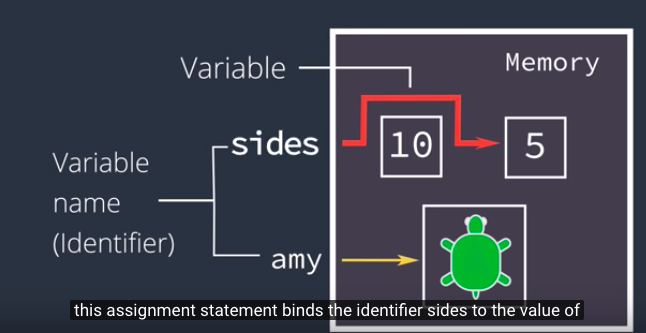 Variable
Memory
sides
10
5
Variable
name
(Identifier)
amy
this assignment statement binds the identifier sides to the value of